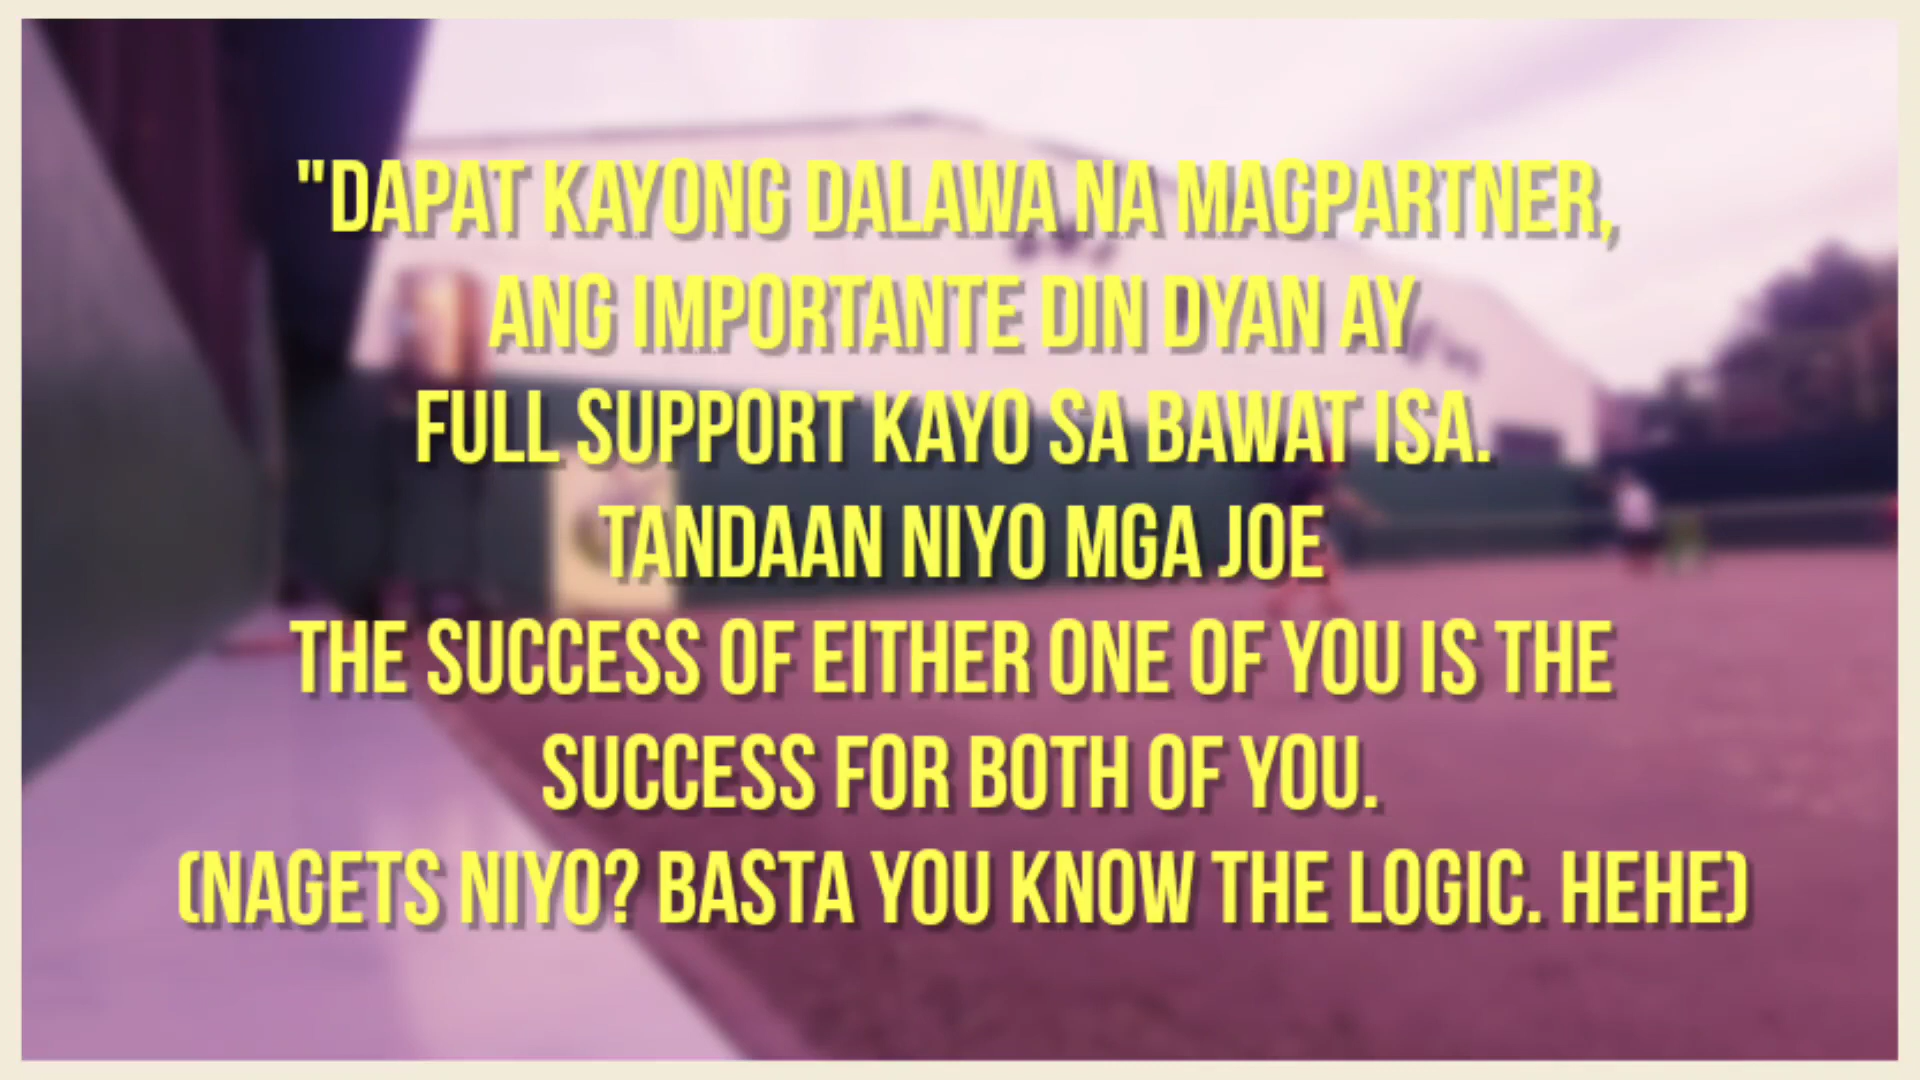 "DAPAT KAYONG DALAWA NA MAGPARTNER,
ANG IMPORTANTE DIN DYAN AY
FULL SUPPORT KAYO SA BAWAT ISA.
TANDAAN NIYO MGA JOE
THE SUCCESS OF EITHER ONE OF YOU IS THE
SUCCESS FOR BOTH OF YOU.
(NAGETS NIYO? BASTA YOU KNOW THE LOGIC. HEHE)